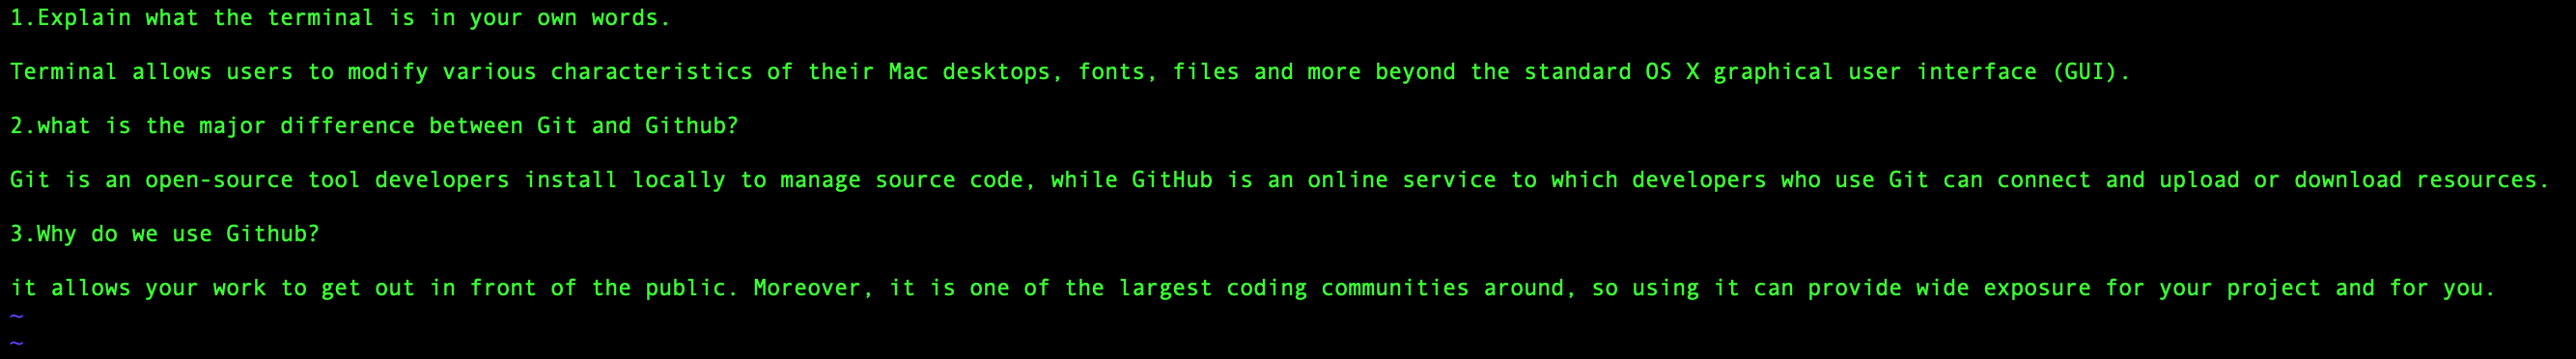 1.Explain what the terminal is in your own words.
Terminal allows users to modify various characteristics of their Mac desktops, fonts, files and more beyond the standard OS X graphical user interface (GUI).
2.what is the major difference between Git and Github?
Git is an open-source tool developers install locally to manage source code, while GitHub is an online service to which developers who use Git can connect and upload or download resources.
3.Why do we use Github?
it allows your work to get out in front of the public. Moreover, it is one of the largest coding communities around, so using it can provide wide exposure for your project and for you.
~
~